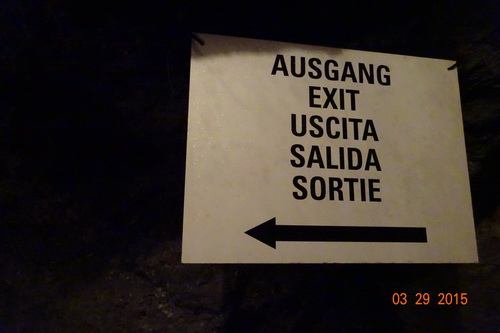 AUSGANG
EXIT
USCITA
SALIDA
SORTIE
03 29 2015